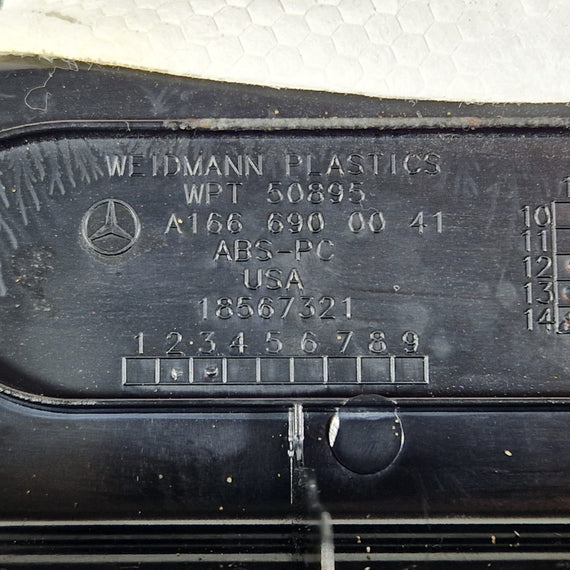 WEIDMANN PLASTICS
WPT 50895
A166 690 00 41
ABS-PC
USA
18567321
1 2 3 4 5 6 7 8 9
10
11
12
13
14